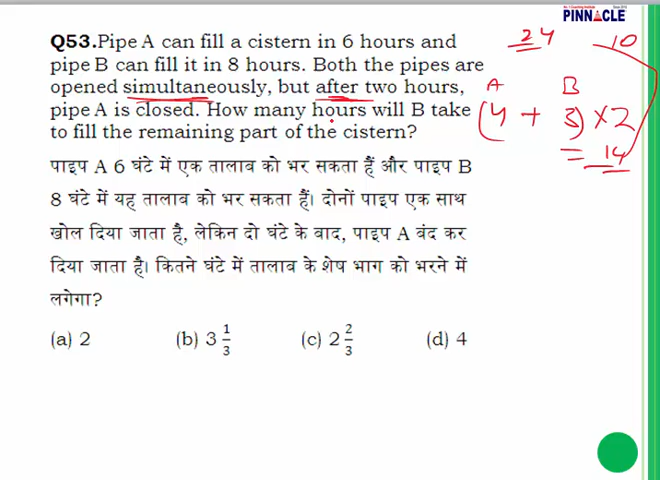 PINNACLE
24 10
Q53.Pipe A can fill a cistern in 6 hours and
pipe B can fill it in 8 hours. Both the pipes are
opened simultaneously, but after two hours,
pipe A is closed. How many hours will B take
to fill the remaining part of the cistern?
A B
(4 + 3) × 2
= 14
पाइप A 6 घंटे में एक तालाब को भर सकता हैं और पाइप B
8 घंटे में यह तालाब को भर सकता हैं। दोनों पाइप एक साथ
खोल दिया जाता है, लेकिन दो घंटे के बाद, पाइप A बंद कर
दिया जाता है। कितने घंटे में तालाब के शेष भाग को भरने में
लगेगा?
(a) 2 (b) 3 1/3 (c) 2 2/3 (d) 4